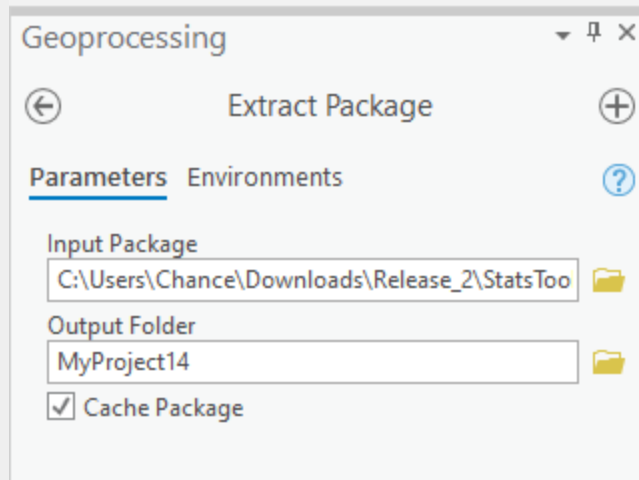 Geoprocessing
Extract Package
Parameters Environments
Input Package
C:\Users\Chance\Downloads\Release_2\StatsToo
Output Folder
MyProject14
Cache Package